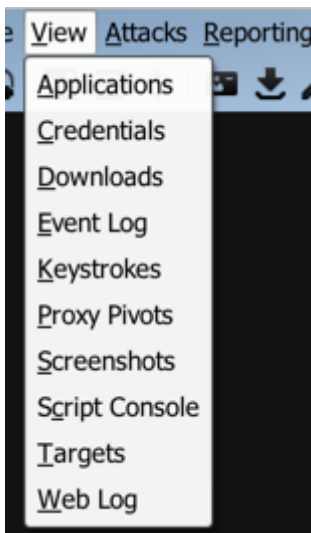 View Attacks Reporting
Applications
Credentials
Downloads
Event Log
Keystrokes
Proxy Pivots
Screenshots
Script Console
Targets
Web Log